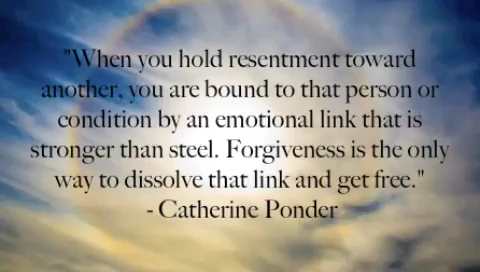 "When you hold resentment toward
another, you are bound to that person or
condition by an emotional link that is
stronger than steel. Forgiveness is the only
way to dissolve that link and get free."
- Catherine Ponder